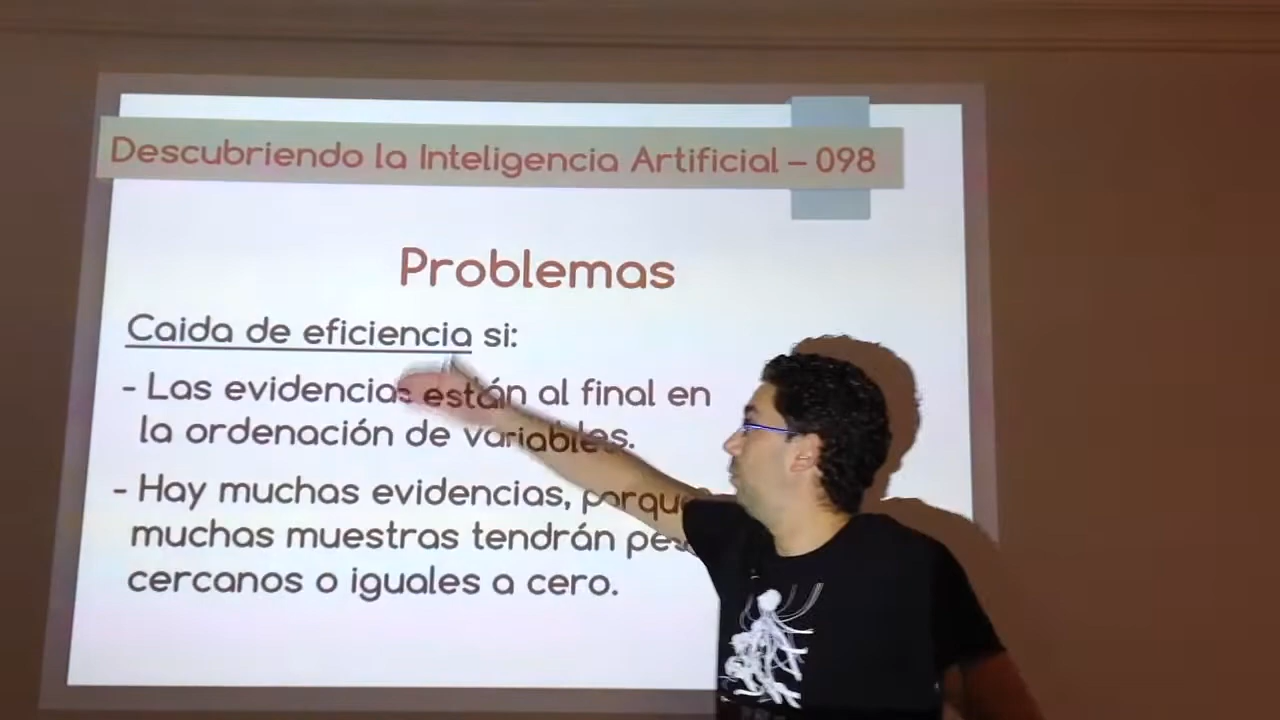 Descubriendo la Inteligencia Artificial – 098
Problemas
Caida de eficiencia si:
- Las evidencias están al final en
la ordenación de variables.
- Hay muchas evidencias, porque
muchas muestras tendrán
cercanos o iguales a cero.